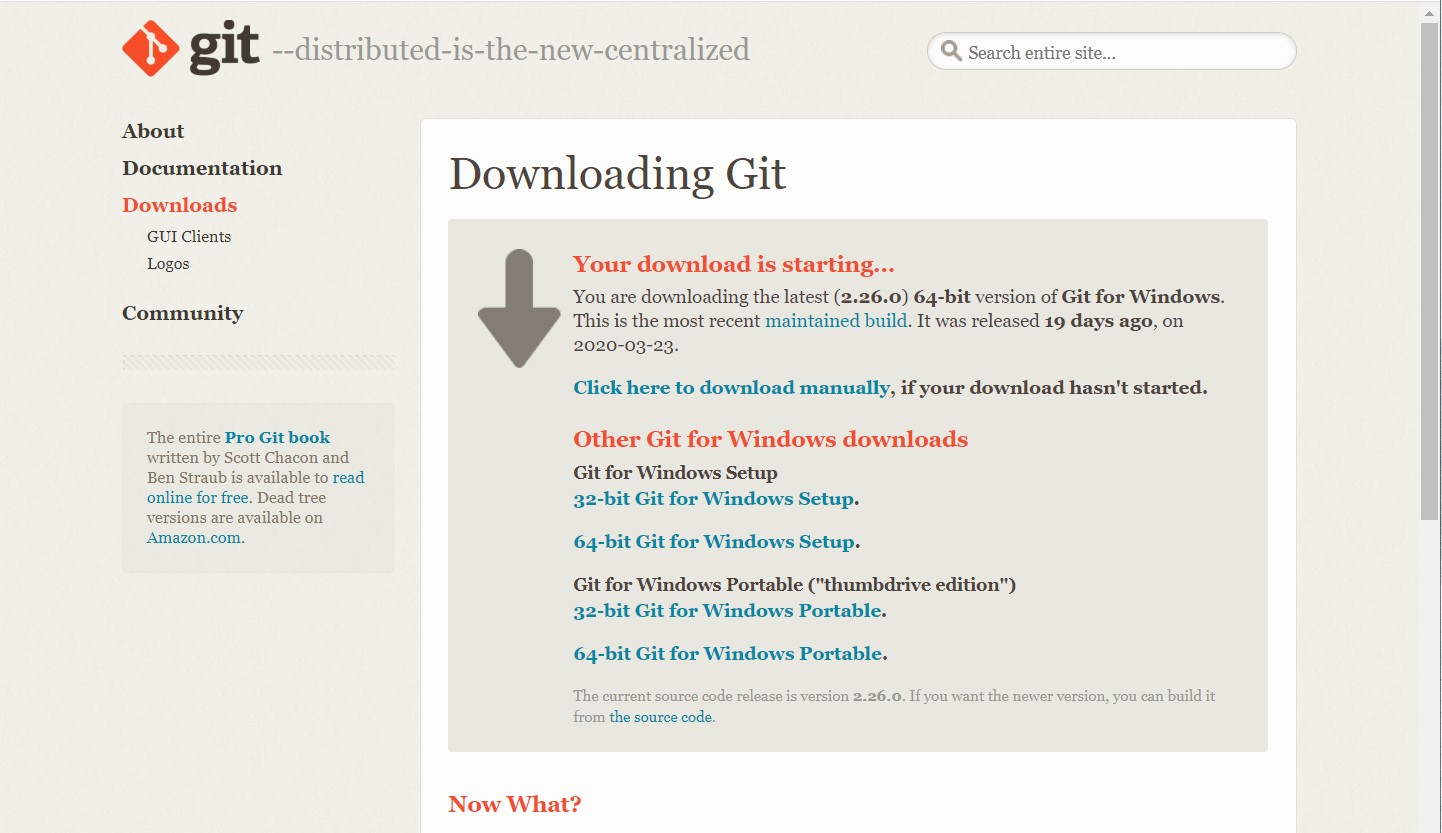 git --distributed-is-the-new-centralized
Search entire site...
About
Documentation
Downloads
GUI Clients
Logos
Community
The entire Pro Git book
written by Scott Chacon and
Ben Straub is available to read
online for free. Dead tree
versions are available on
Amazon.com.
Downloading Git
Your download is starting...
You are downloading the latest (2.26.0) 64-bit version of Git for Windows.
This is the most recent maintained build. It was released 19 days ago, on
2020-03-23.
Click here to download manually, if your download hasn't started.
Other Git for Windows downloads
Git for Windows Setup
32-bit Git for Windows Setup.
64-bit Git for Windows Setup.
Git for Windows Portable ("thumbdrive edition")
32-bit Git for Windows Portable.
64-bit Git for Windows Portable.
The current source code release is version 2.26.0. If you want the newer version, you can build it
from the source code.
Now What?